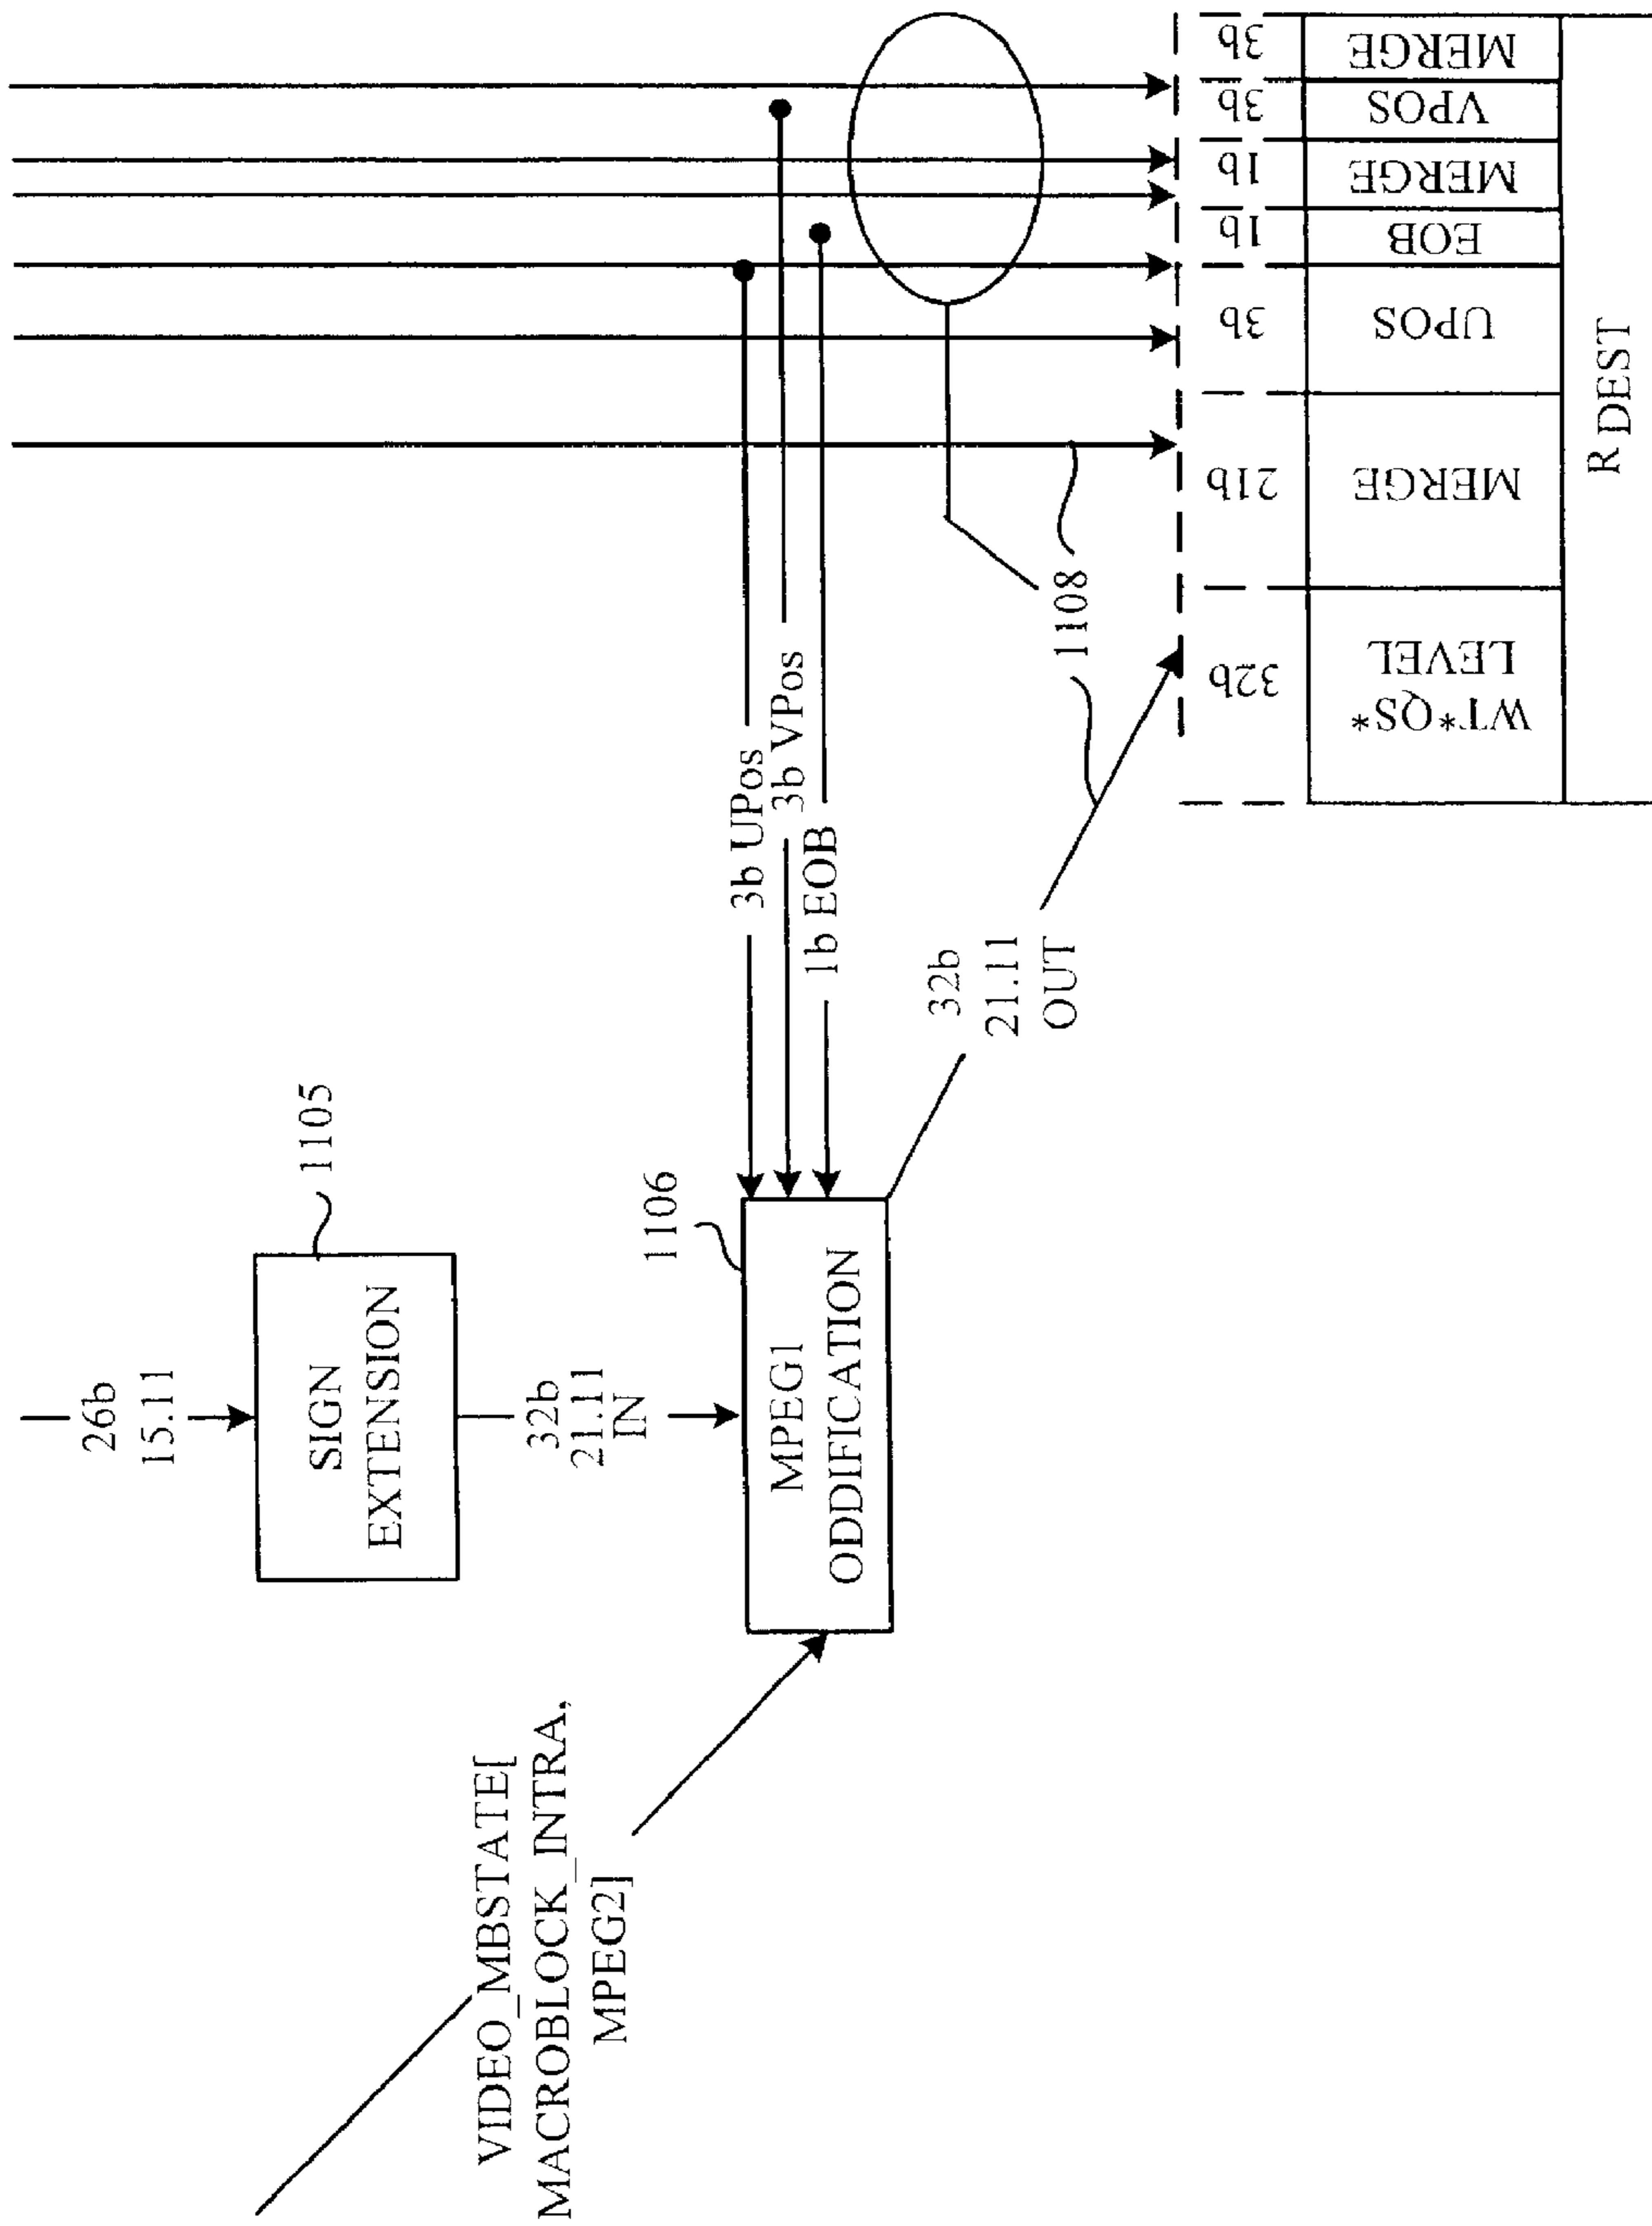 26b
15.11
SIGN
EXTENSION
1105
32b
21.11
IN
VIDEO_MBSTATE[
MACROBLOCK_INTRA,
MPEG2]
MPEG1
ODDIFICATION
1106
3b UPos
3b VPos
1b EOB
32b
21.11
OUT
1108
32b
21b
3b
1b
1b
3b
3b
WT*QS*
LEVEL
MERGE
UPOS
EOB
MERGE
VPOS
MERGE
R DEST